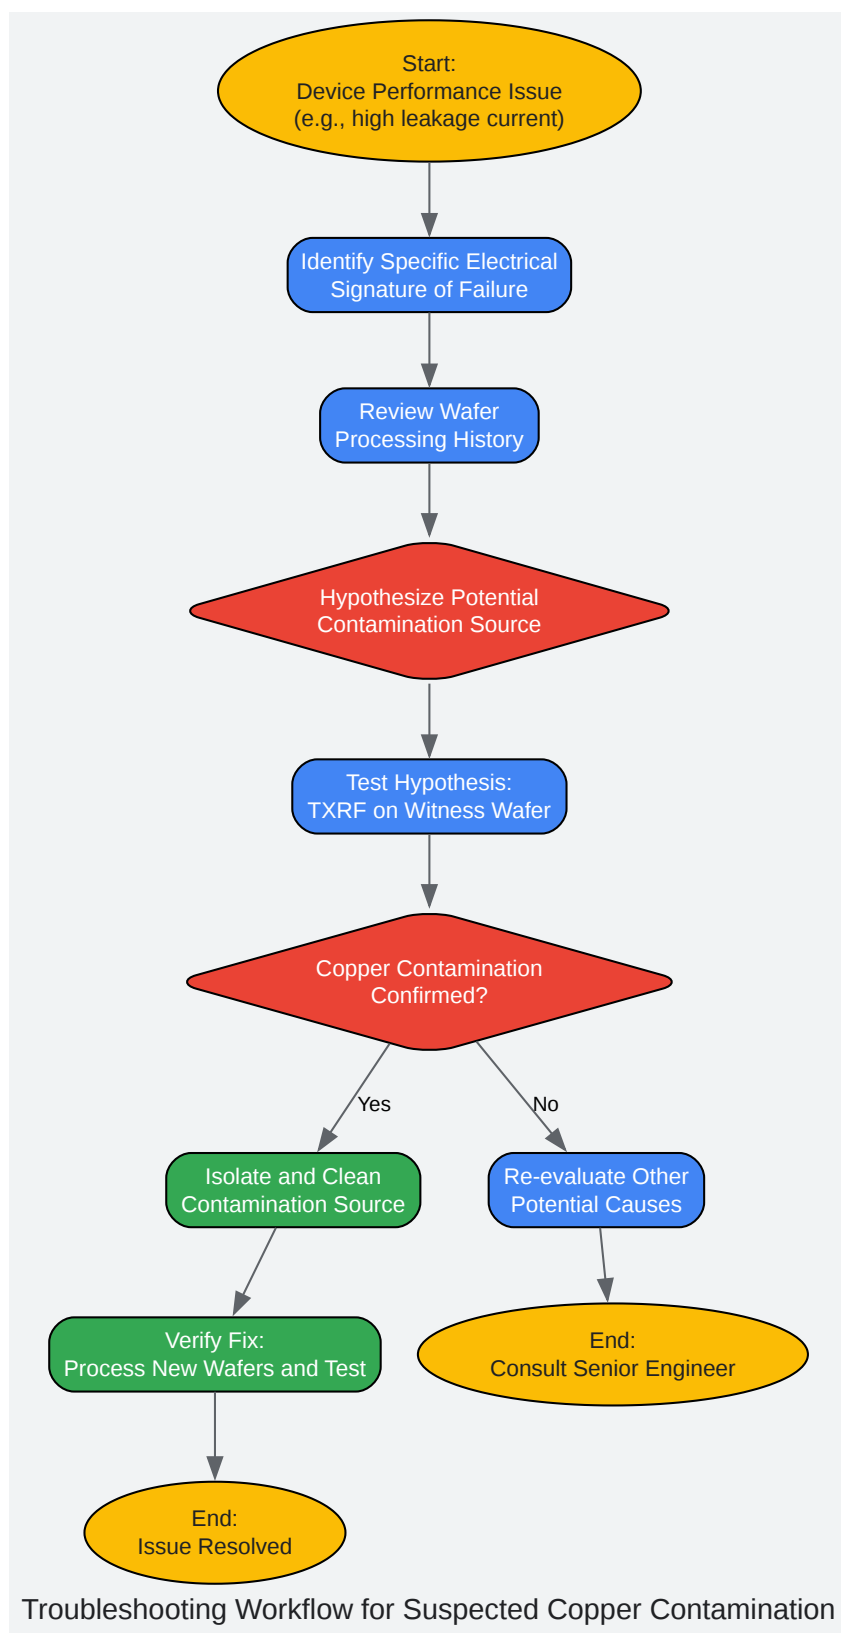 Start:
Device Performance Issue
(e.g., high leakage current)
Identify Specific Electrical
Signature of Failure
Review Wafer
Processing History
Hypothesize Potential
Contamination Source
Test Hypothesis:
TXRF on Witness Wafer
Copper Contamination
Confirmed?
Yes
No
Isolate and Clean
Contamination Source
Re-evaluate Other
Potential Causes
Verify Fix:
Process New Wafers and Test
End:
Consult Senior Engineer
End:
Issue Resolved
Troubleshooting Workflow for Suspected Copper Contamination